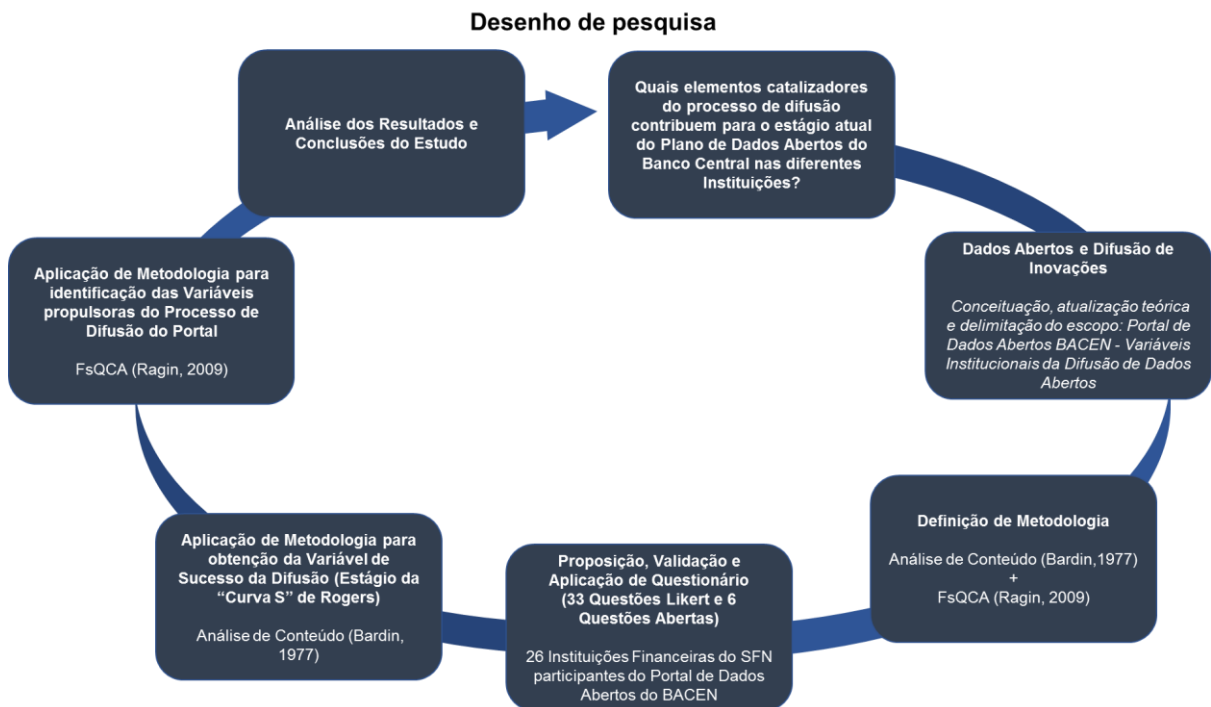 Desenho de pesquisa
Quais elementos catalizadores
do processo de difusão
contribuem para o estágio atual
do Plano de Dados Abertos do
Banco Central nas diferentes
Instituições?
Dados Abertos e Difusão de
Inovações
Conceituação, atualização teórica
e delimitação do escopo: Portal de
Dados Abertos BACEN - Variáveis
Institucionais da Difusão de Dados
Abertos
Definição de Metodologia
Análise de Conteúdo (Bardin,1977)
+
FsQCA (Ragin, 2009)
Proposição, Validação e
Aplicação de Questionário
(33 Questões Likert e 6
Questões Abertas)
26 Instituições Financeiras do SFN
participantes do Portal de Dados
Abertos do BACEN
Aplicação de Metodologia para
obtenção da Variável de
Sucesso da Difusão (Estágio da
“Curva S” de Rogers)
Análise de Conteúdo (Bardin,
1977)
Aplicação de Metodologia para
identificação das Variáveis
propulsoras do Processo de
Difusão do Portal
FsQCA (Ragin, 2009)
Análise dos Resultados e
Conclusões do Estudo